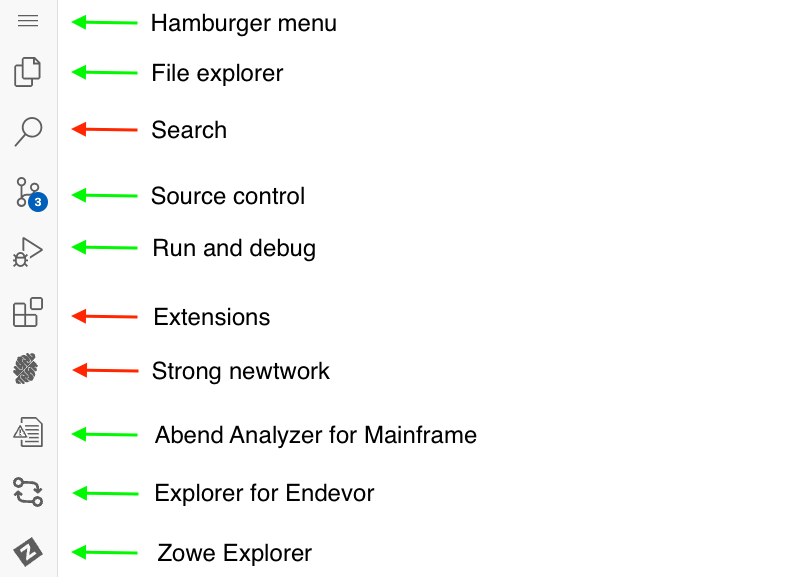 Hamburger menu
File explorer
Search
Source control
3
Run and debug
Extensions
Strong newtwork
Abend Analyzer for Mainframe
Explorer for Endevor
Zowe Explorer